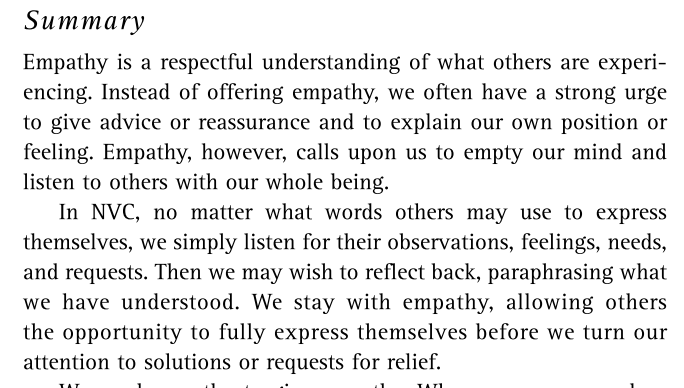 Summary
Empathy is a respectful understanding of what others are experi-
encing. Instead of offering empathy, we often have a strong urge
to give advice or reassurance and to explain our own position or
feeling. Empathy, however, calls upon us to empty our mind and
listen to others with our whole being.
In NVC, no matter what words others may use to express
themselves, we simply listen for their observations, feelings, needs,
and requests. Then we may wish to reflect back, paraphrasing what
we have understood. We stay with empathy, allowing others
the opportunity to fully express themselves before we turn our
attention to solutions or requests for relief.